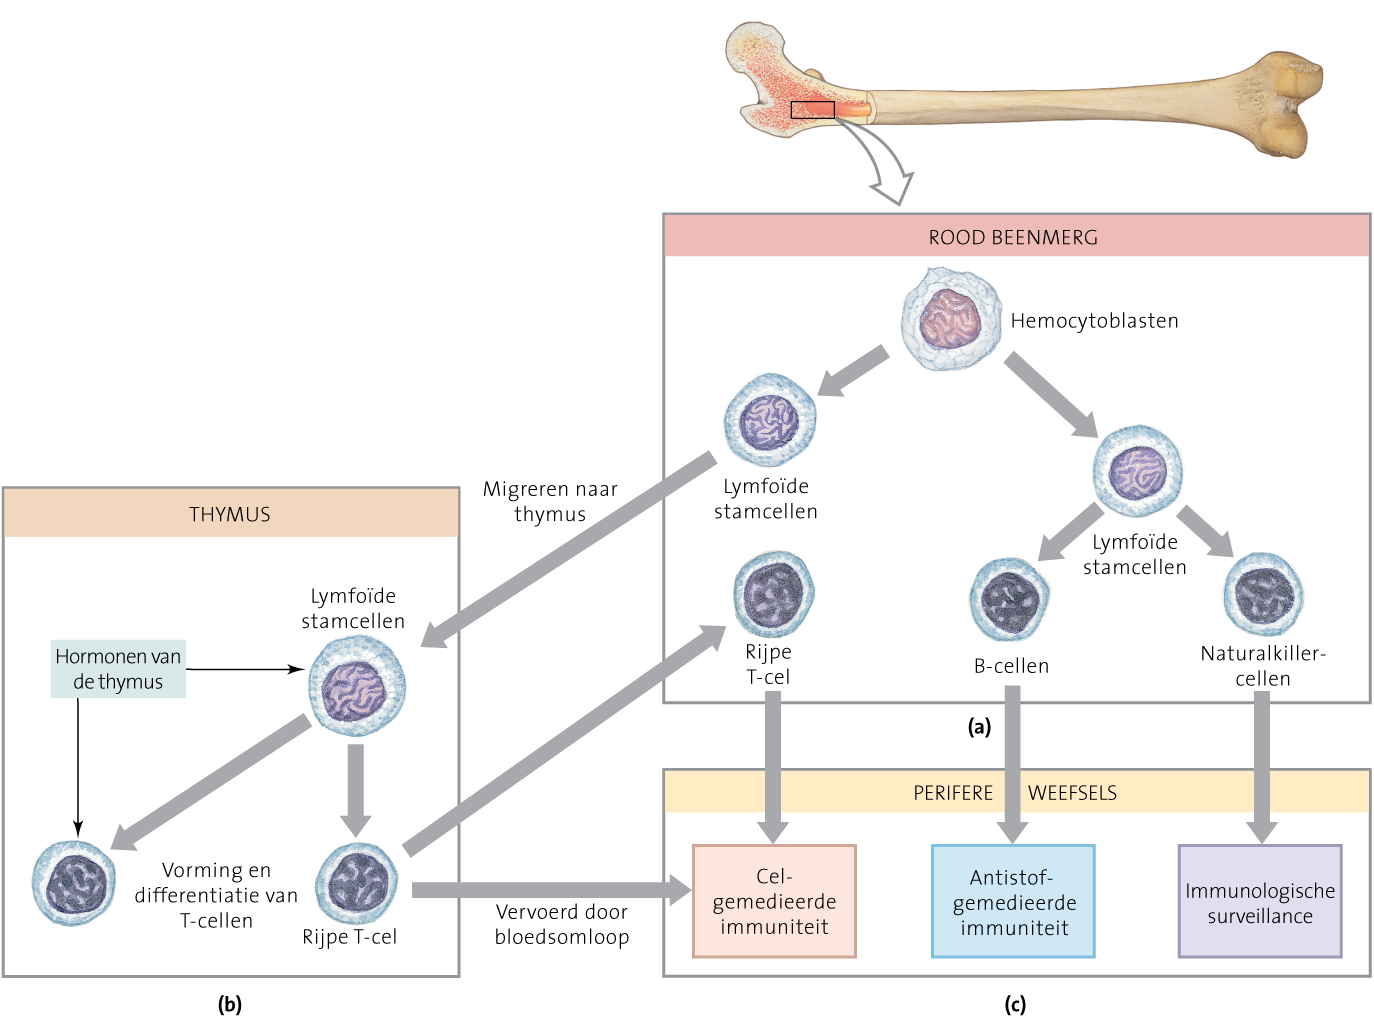 ROOD BEENMERG
Hemocytoblasten
Lymfoïde
stamcellen
Migreren naar
thymus
Lymfoïde
stamcellen
Rijpe
T-cel
B-cellen
Naturalkiller-
cellen
(a)
THYMUS
Lymfoïde
stamcellen
Hormonen van
de thymus
Vorming en
differentiatie van
T-cellen
Rijpe T-cel
Vervoerd door
bloedsomloop
(b)
PERIFERE WEEFSELS
Cel-
gemedieerde
immuniteit
Antistof-
gemedieerde
immuniteit
Immunologische
surveillance
(c)